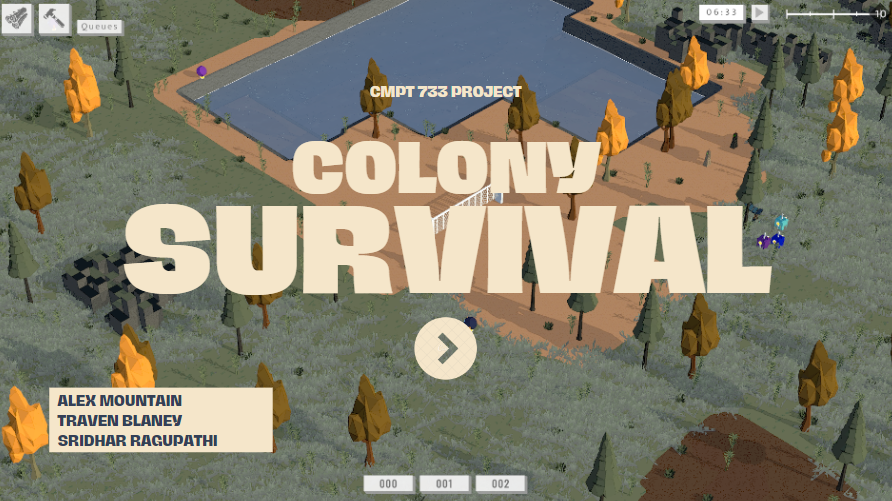 Queues
06:33
10
CMPT 733 PROJECT
COLONY
SURVIVAL
ALEX MOUNTAIN
TRAVEN BLANEY
SRIDHAR RAGUPATHI
000 001 002